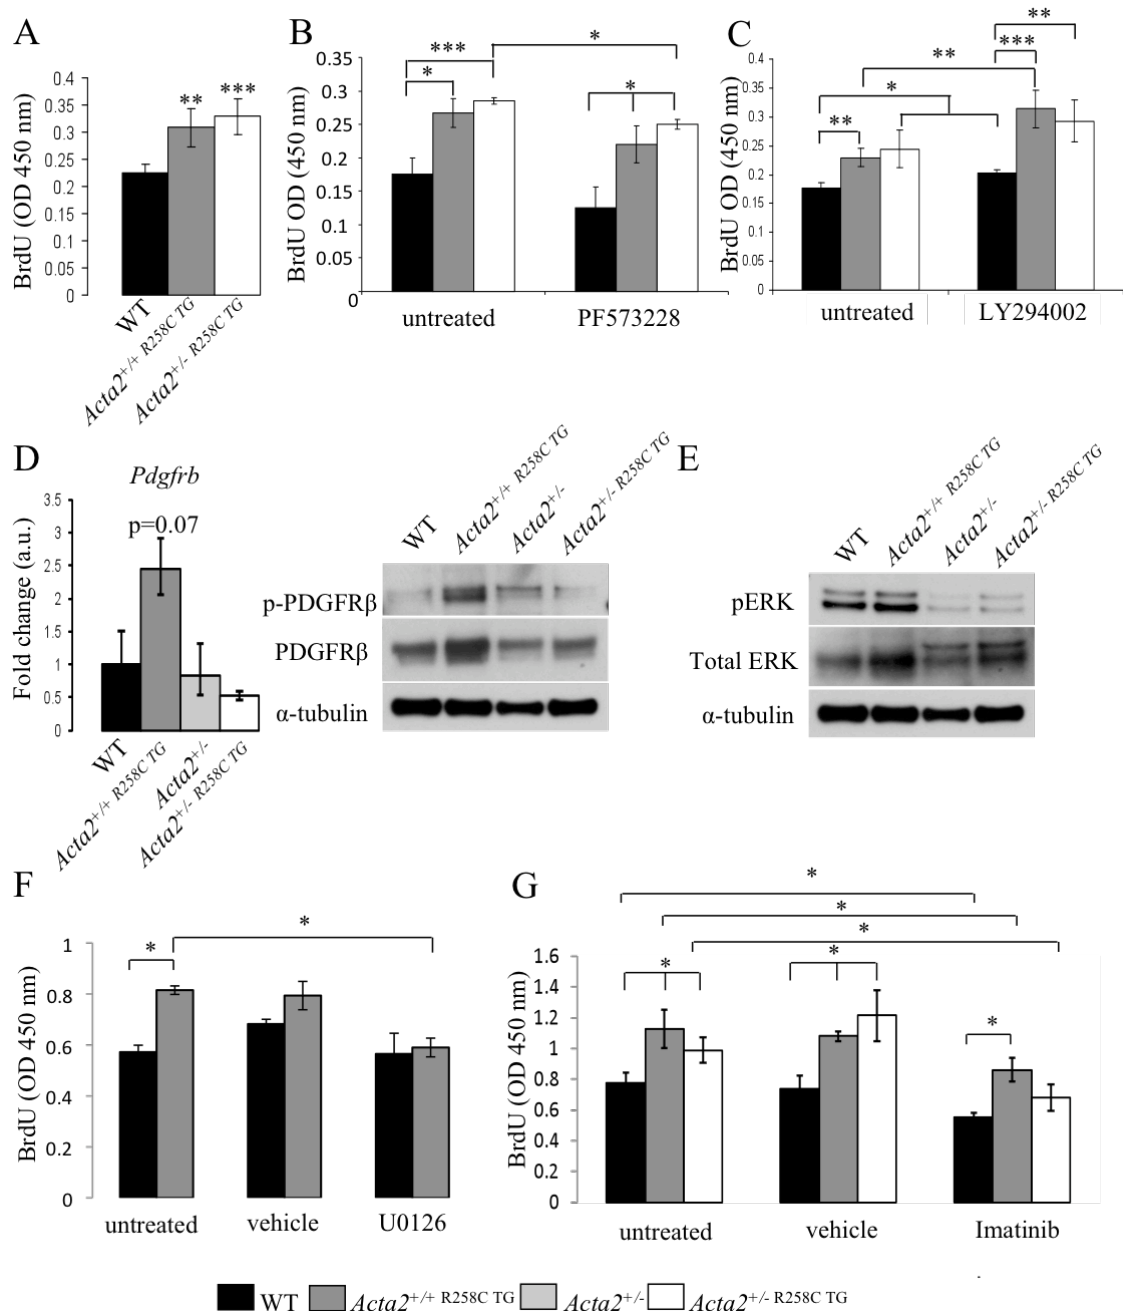 A
BrdU (OD 450 nm)
0.4
0.35
0.3
0.25
0.2
0.15
0.1
0.05
0
** ***
WT
Acta2+/+ R258C TG
Acta2+/- R258C TG
B
BrdU OD (450 nm)
0.35
0.3
0.25
0.2
0.15
0.1
0.05
0
*** * * *
untreated
PF573228
C
BrdU OD (450 nm)
0.4
0.35
0.3
0.25
0.2
0.15
0.1
0.05
0
** *** ** * **
untreated
LY294002
D
Pdgfrb
p=0.07
Fold change (a.u.)
3.5
3
2.5
2
1.5
1
0.5
0
WT
Acta2+/+ R258C TG
Acta2+/-
Acta2+/- R258C TG
WT
Acta2+/+ R258C TG
Acta2+/-
Acta2+/- R258C TG
p-PDGFRβ
PDGFRβ
α-tubulin
E
WT
Acta2+/+ R258C TG
Acta2+/-
Acta2+/- R258C TG
pERK
Total ERK
α-tubulin
F
BrdU (OD 450 nm)
1
0.8
0.6
0.4
0.2
0
* *
untreated
vehicle
U0126
G
BrdU (OD 450 nm)
1.6
1.4
1.2
1
0.8
0.6
0.4
0.2
0
* * * * * *
untreated
vehicle
Imatinib
WT Acta2+/+ R258C TG Acta2+/- Acta2+/- R258C TG